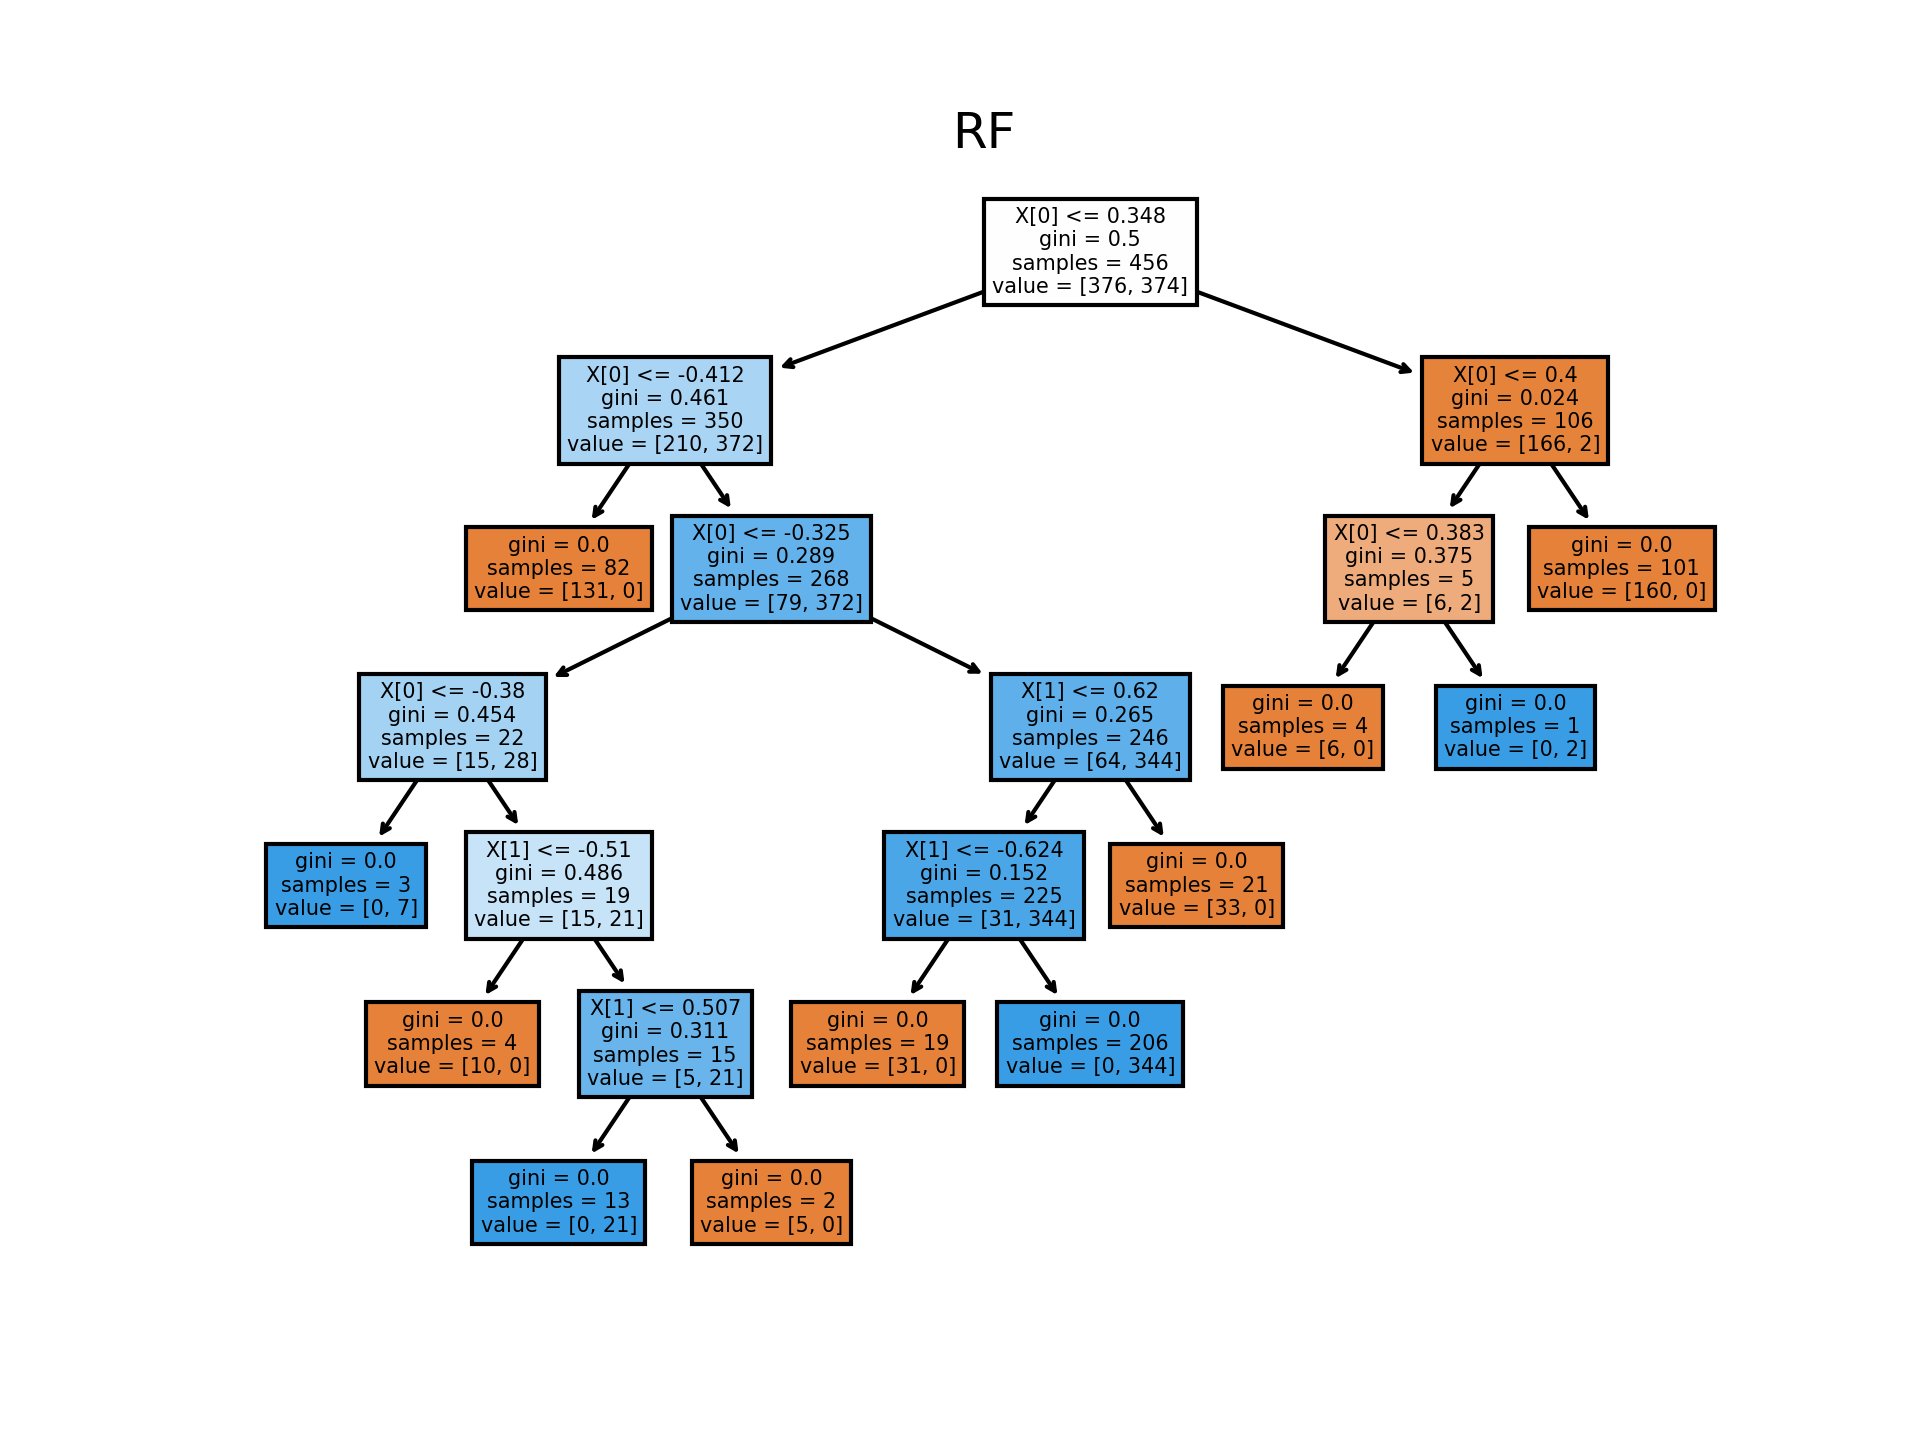 RF
X[0] <= 0.348
gini = 0.5
samples = 456
value = [376, 374]
X[0] <= -0.412
gini = 0.461
samples = 350
value = [210, 372]
X[0] <= 0.4
gini = 0.024
samples = 106
value = [166, 2]
gini = 0.0
samples = 82
value = [131, 0]
X[0] <= -0.325
gini = 0.289
samples = 268
value = [79, 372]
X[0] <= 0.383
gini = 0.375
samples = 5
value = [6, 2]
gini = 0.0
samples = 101
value = [160, 0]
X[0] <= -0.38
gini = 0.454
samples = 22
value = [15, 28]
X[1] <= 0.62
gini = 0.265
samples = 246
value = [64, 344]
gini = 0.0
samples = 4
value = [6, 0]
gini = 0.0
samples = 1
value = [0, 2]
gini = 0.0
samples = 3
value = [0, 7]
X[1] <= -0.51
gini = 0.486
samples = 19
value = [15, 21]
X[1] <= -0.624
gini = 0.152
samples = 225
value = [31, 344]
gini = 0.0
samples = 21
value = [33, 0]
gini = 0.0
samples = 4
value = [10, 0]
X[1] <= 0.507
gini = 0.311
samples = 15
value = [5, 21]
gini = 0.0
samples = 19
value = [31, 0]
gini = 0.0
samples = 206
value = [0, 344]
gini = 0.0
samples = 13
value = [0, 21]
gini = 0.0
samples = 2
value = [5, 0]